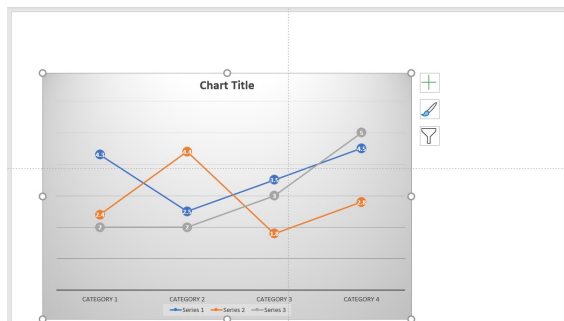 Chart Title
4.3
2.4
2
2.5
4.4
2
3.5
1.8
3
4.5
2.8
5
CATEGORY 1
CATEGORY 2
CATEGORY 3
CATEGORY 4
Series 1
Series 2
Series 3